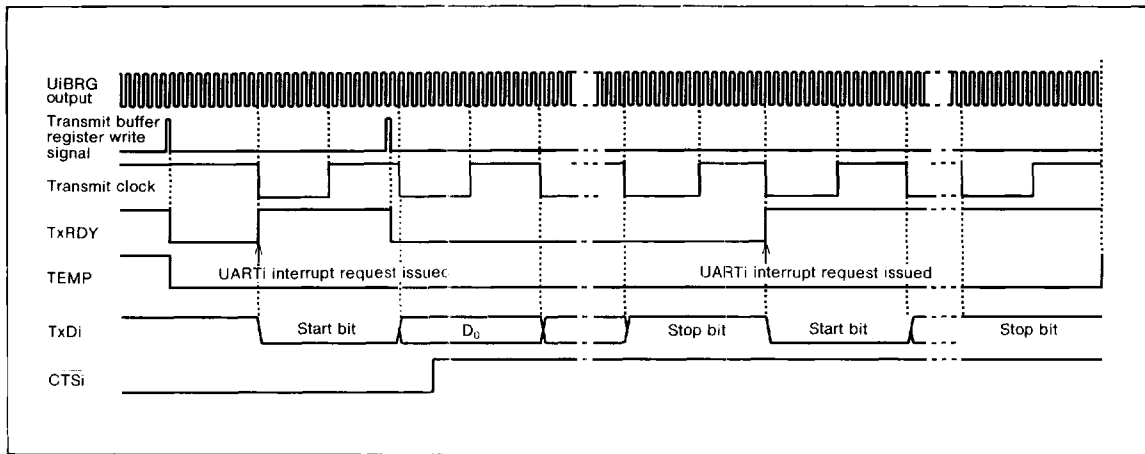 UiBRG
output
Transmit buffer
register write
signal
Transmit clock
TxRDY
UARTi interrupt request issued
UARTi interrupt request issued
TEMP
TxDi
Start bit
D₀
Stop bit
Start bit
Stop bit
CTSi